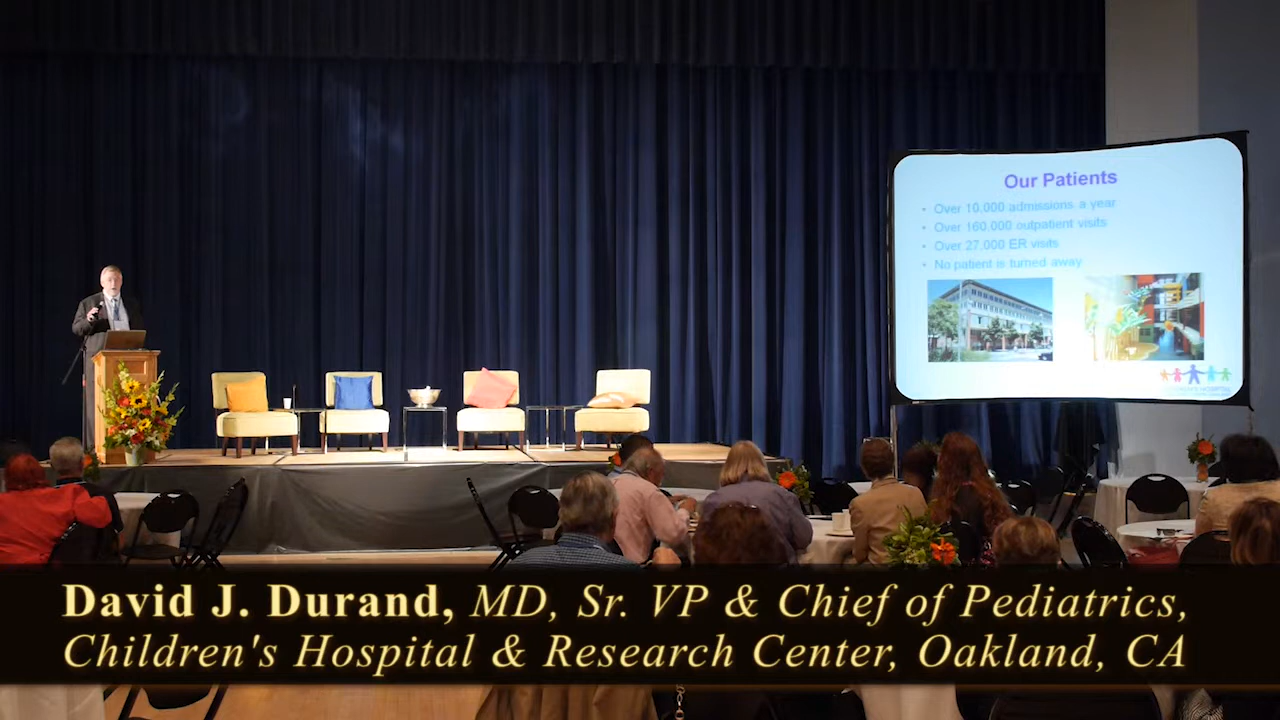 Our Patients
• Over 10,000 admissions a year
• Over 160,000 outpatient visits
• Over 27,000 ER visits
• No patient is turned away
David J. Durand, MD, Sr. VP & Chief of Pediatrics,
Children's Hospital & Research Center, Oakland, CA